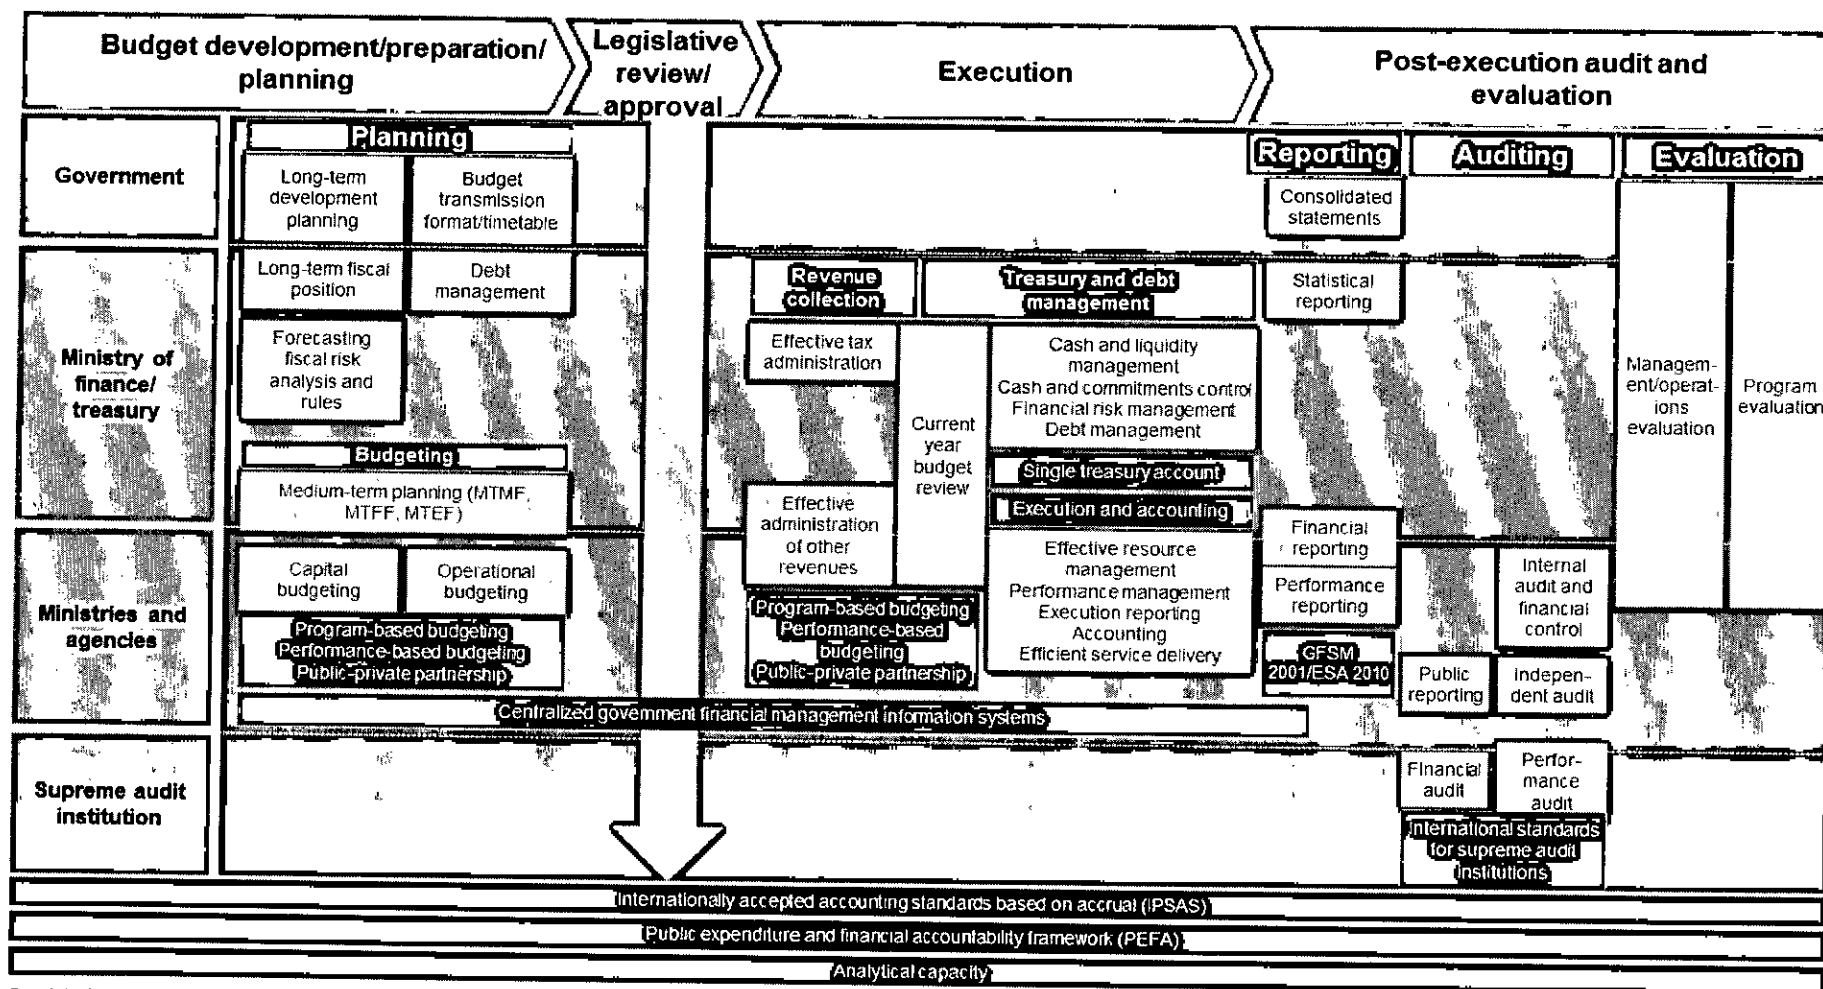 Budget development/preparation/
planning
Legislative
review/
approval
Execution
Post-execution audit and
evaluation
Government
Planning
Long-term
development
planning
Budget
transmission
format/timetable
Reporting
Auditing
Evaluation
Consolidated
statements
Ministry of
finance/
treasury
Long-term fiscal
position
Debt
management
Forecasting
fiscal risk
analysis and
rules
Budgeting
Medium-term planning (MTMF,
MTFF, MTEF)
Revenue
collection
Treasury and debt
management
Effective tax
administration
Current
year
budget
review
Cash and liquidity
management
Cash and commitments control
Financial risk management
Debt management
Single treasury account
Execution and accounting
Effective
administration
of other
revenues
Statistical
reporting
Managem-
ent/operat-
ions
evaluation
Program
evaluation
Ministries and
agencies
Capital
budgeting
Operational
budgeting
Program-based budgeting
Performance-based budgeting
Public-private partnership
Program-based budgeting
Performance-based
budgeting
Public-private partnership
Effective resource
management
Performance management
Execution reporting
Accounting
Efficient service delivery
Financial
reporting
Performance
reporting
GFSM
2001/ESA 2010
Internal
audit and
financial
control
Public
reporting
Indepen-
dent audit
Centralized government financial management information systems
Supreme audit
institution
Financial
audit
Perfor-
mance
audit
International standards
for supreme audit
institutions
Internationally accepted accounting standards based on accrual (IPSAS)
Public expenditure and financial accountability framework (PEFA)
Analytical capacity